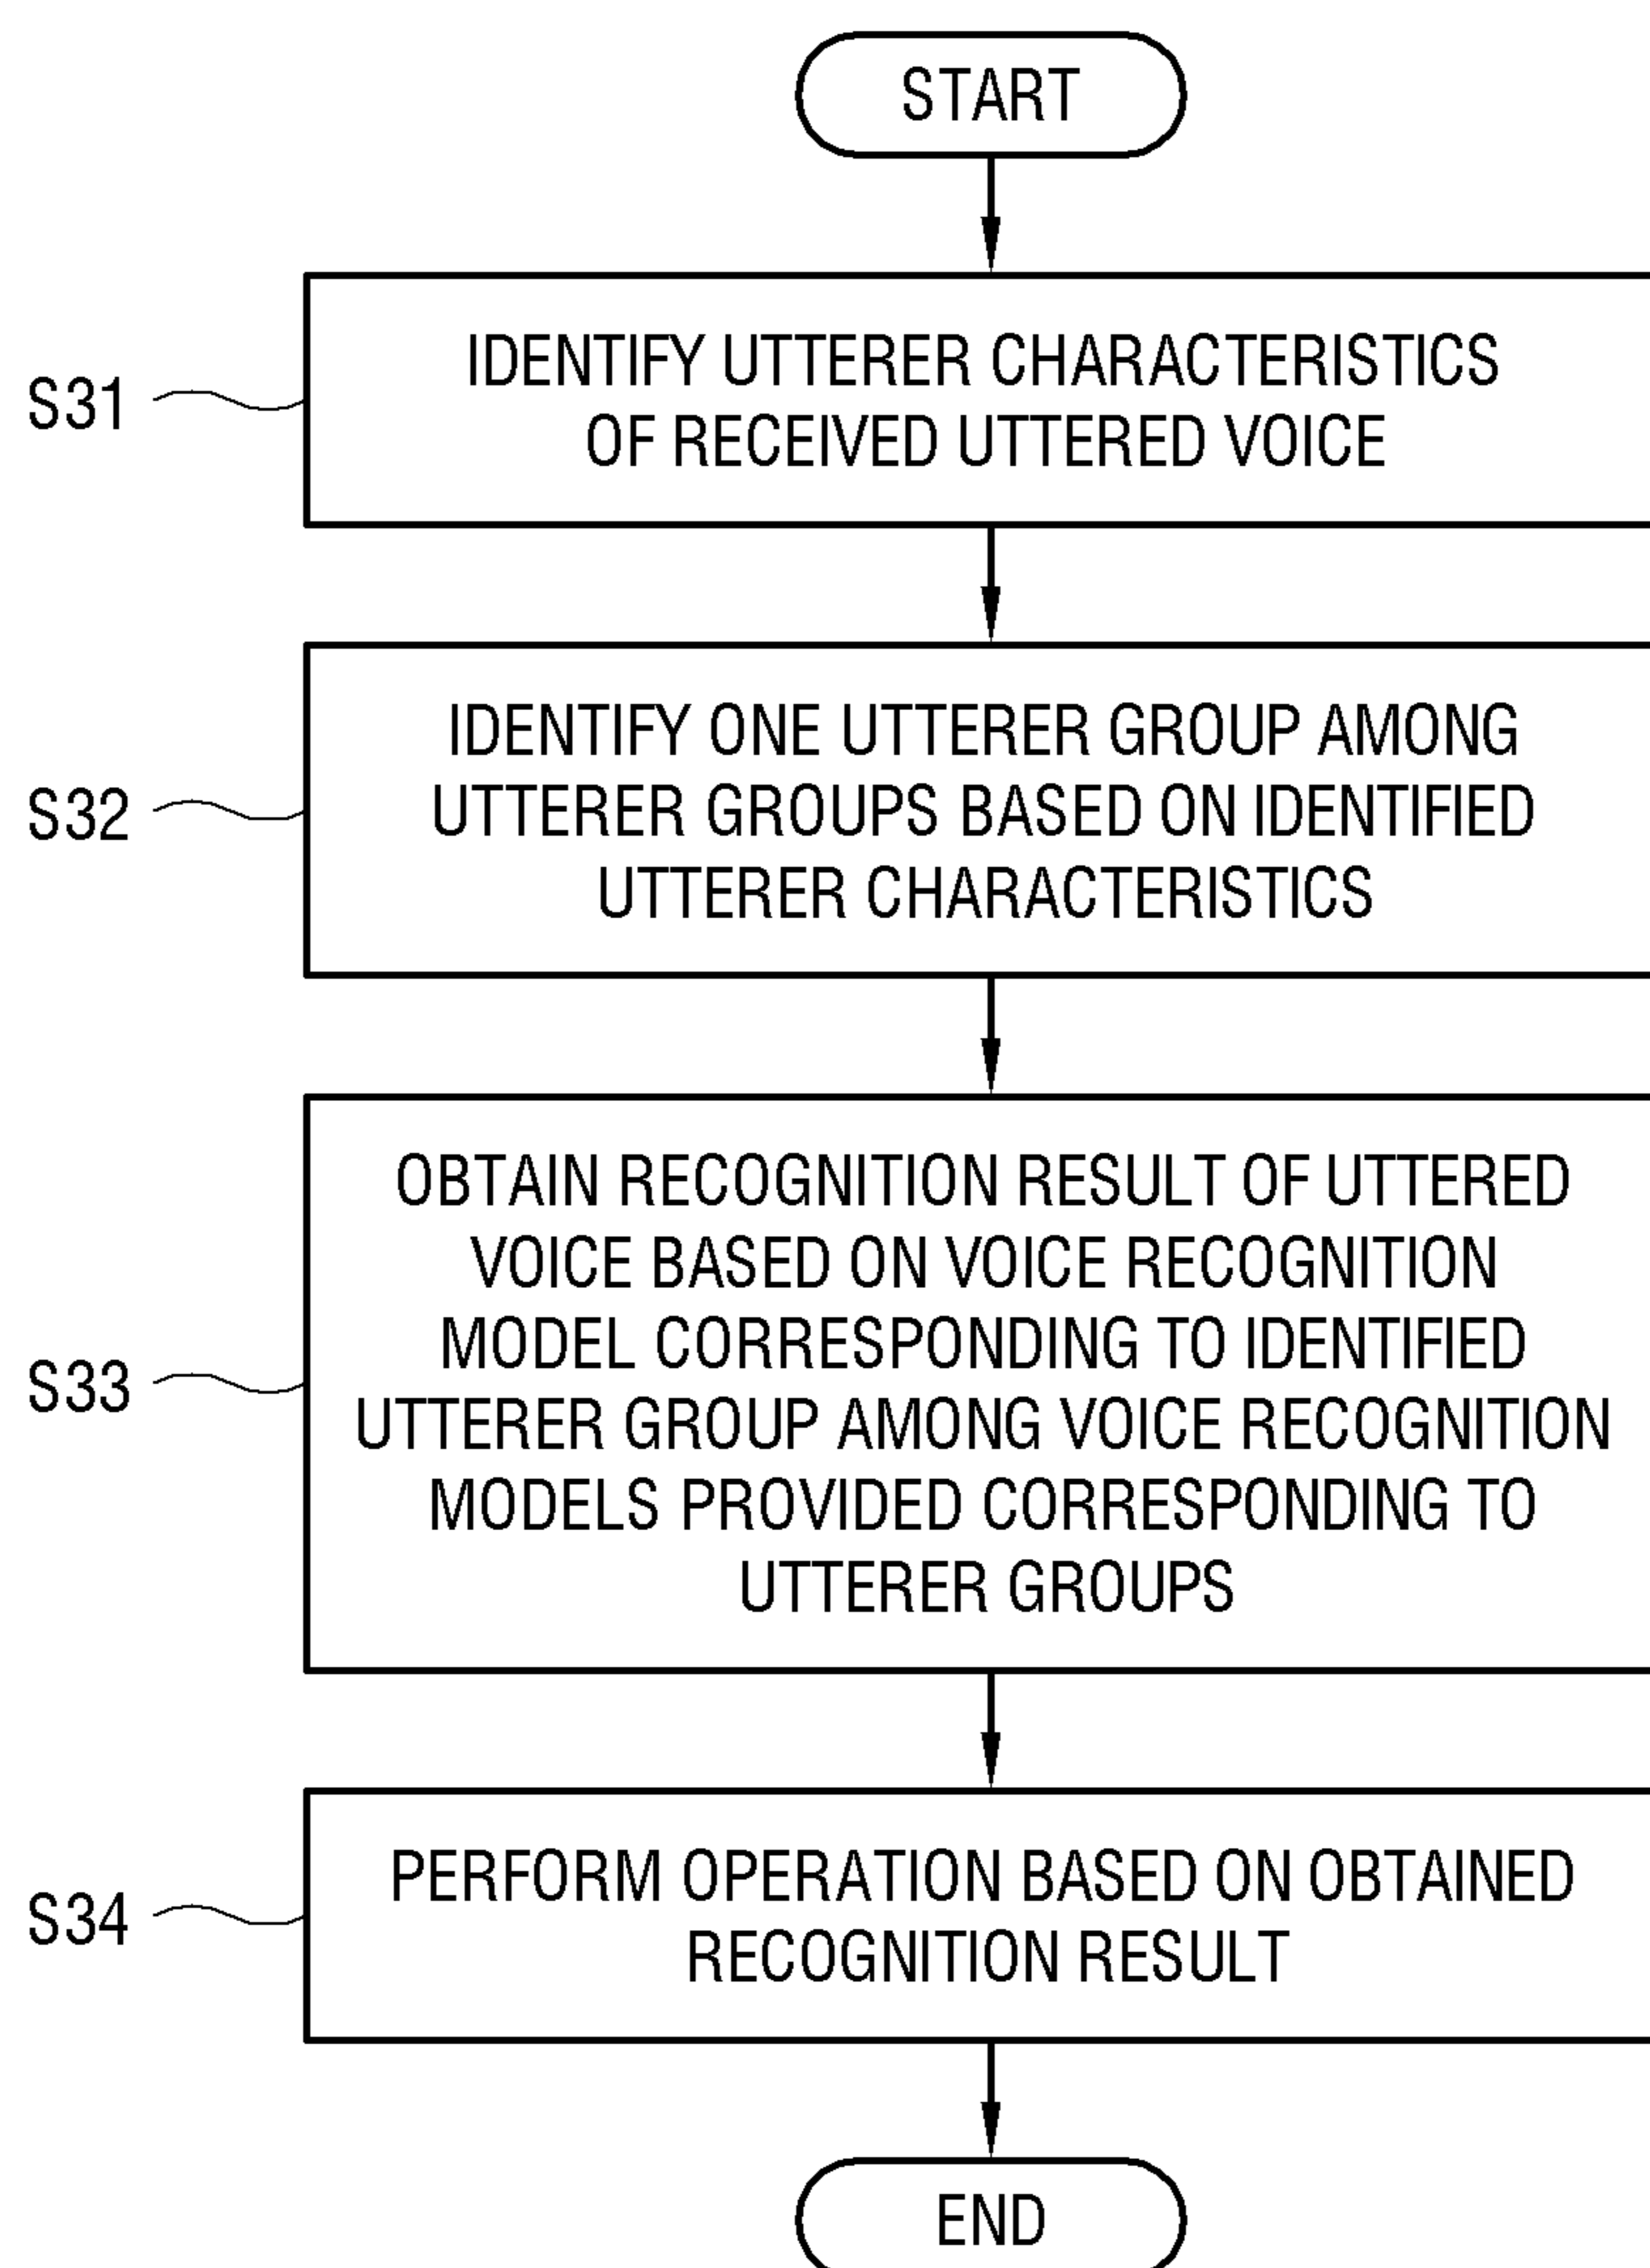 START
S31
IDENTIFY UTTERER CHARACTERISTICS
OF RECEIVED UTTERED VOICE
S32
IDENTIFY ONE UTTERER GROUP AMONG
UTTERER GROUPS BASED ON IDENTIFIED
UTTERER CHARACTERISTICS
S33
OBTAIN RECOGNITION RESULT OF UTTERED
VOICE BASED ON VOICE RECOGNITION
MODEL CORRESPONDING TO IDENTIFIED
UTTERER GROUP AMONG VOICE RECOGNITION
MODELS PROVIDED CORRESPONDING TO
UTTERER GROUPS
S34
PERFORM OPERATION BASED ON OBTAINED
RECOGNITION RESULT
END